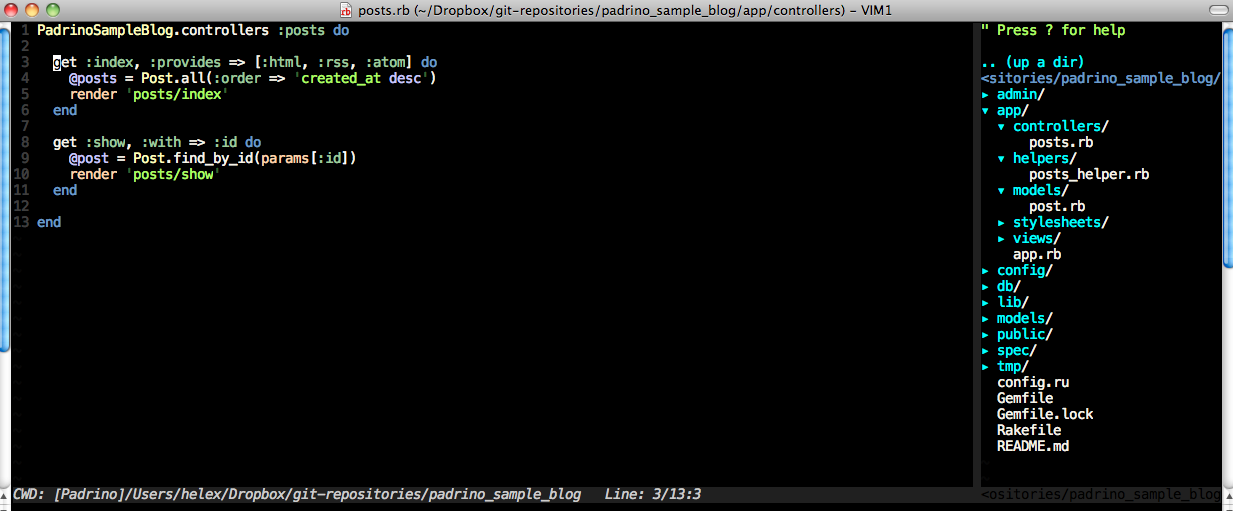 posts.rb (~/Dropbox/git-repositories/padrino_sample_blog/app/controllers) – VIM1
1 PadrinoSampleBlog.controllers :posts do
2
3 get :index, :provides => [:html, :rss, :atom] do
4 @posts = Post.all(:order => 'created_at desc')
5 render 'posts/index'
6 end
7
8 get :show, :with => :id do
9 @post = Post.find_by_id(params[:id])
10 render 'posts/show'
11 end
12
13 end
CWD: [Padrino]/Users/helex/Dropbox/git-repositories/padrino_sample_blog Line: 3/13:3
" Press ? for help
.. (up a dir)
<sitories/padrino_sample_blog/
▸ admin/
▾ app/
▾ controllers/
posts.rb
▾ helpers/
posts_helper.rb
▾ models/
post.rb
▸ stylesheets/
▸ views/
app.rb
▸ config/
▸ db/
▸ lib/
▸ models/
▸ public/
▸ spec/
▸ tmp/
config.ru
Gemfile
Gemfile.lock
Rakefile
README.md
<ositories/padrino_sample_blog